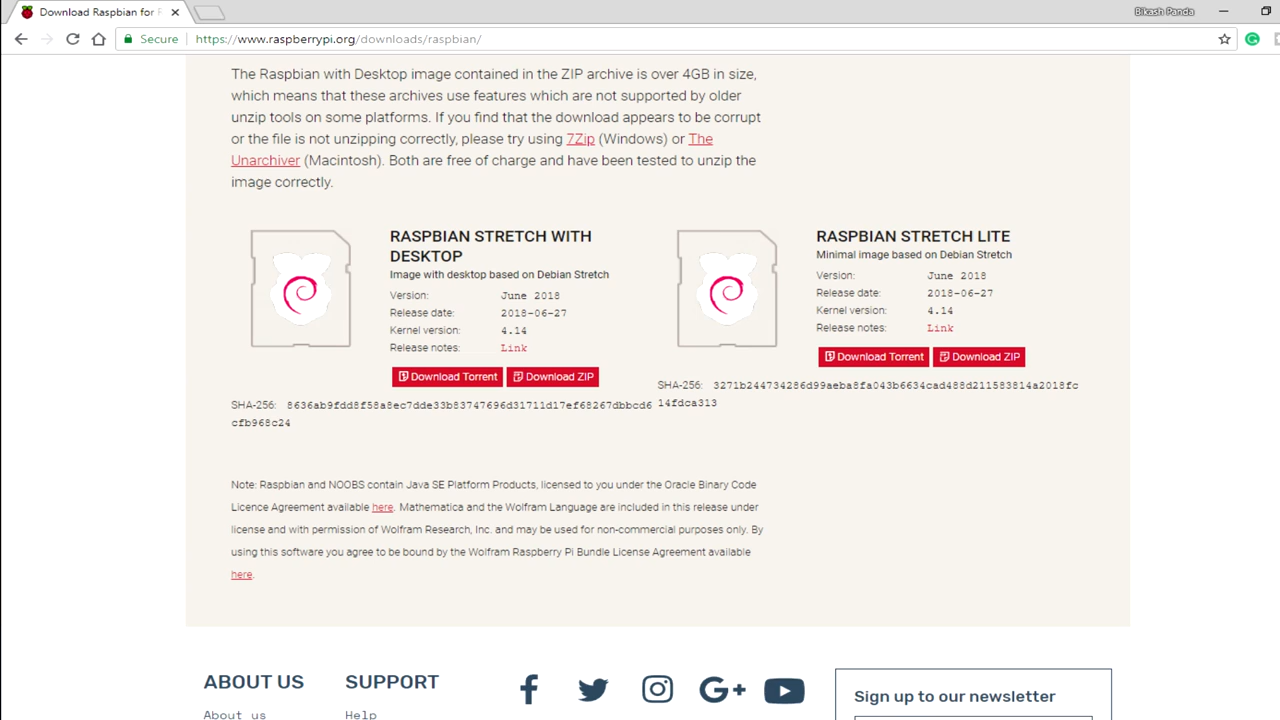 Download Raspbian for
Bikash Panda
Secure
https://www.raspberrypi.org/downloads/raspbian/
The Raspbian with Desktop image contained in the ZIP archive is over 4GB in size,
which means that these archives use features which are not supported by older
unzip tools on some platforms. If you find that the download appears to be corrupt
or the file is not unzipping correctly, please try using 7Zip (Windows) or The
Unarchiver (Macintosh). Both are free of charge and have been tested to unzip the
image correctly.
RASPBIAN STRETCH WITH
DESKTOP
Image with desktop based on Debian Stretch
Version: June 2018
Release date: 2018-06-27
Kernel version: 4.14
Release notes: Link
Download Torrent Download ZIP
SHA-256: 8636ab9fdd8f58a8ec7dde33b83747696d31711d17ef68267dbbcd6
cfb968c24
RASPBIAN STRETCH LITE
Minimal image based on Debian Stretch
Version: June 2018
Release date: 2018-06-27
Kernel version: 4.14
Release notes: Link
Download Torrent Download ZIP
SHA-256: 3271b244734286d99aeba8fa043b6634cad488d211583814a2018fc
14fdca313
Note: Raspbian and NOOBS contain Java SE Platform Products, licensed to you under the Oracle Binary Code
Licence Agreement available here. Mathematica and the Wolfram Language are included in this release under
license and with permission of Wolfram Research, Inc. and may be used for non-commercial purposes only. By
using this software you agree to be bound by the Wolfram Raspberry Pi Bundle License Agreement available
here.
ABOUT US
About us
SUPPORT
Help
Sign up to our newsletter